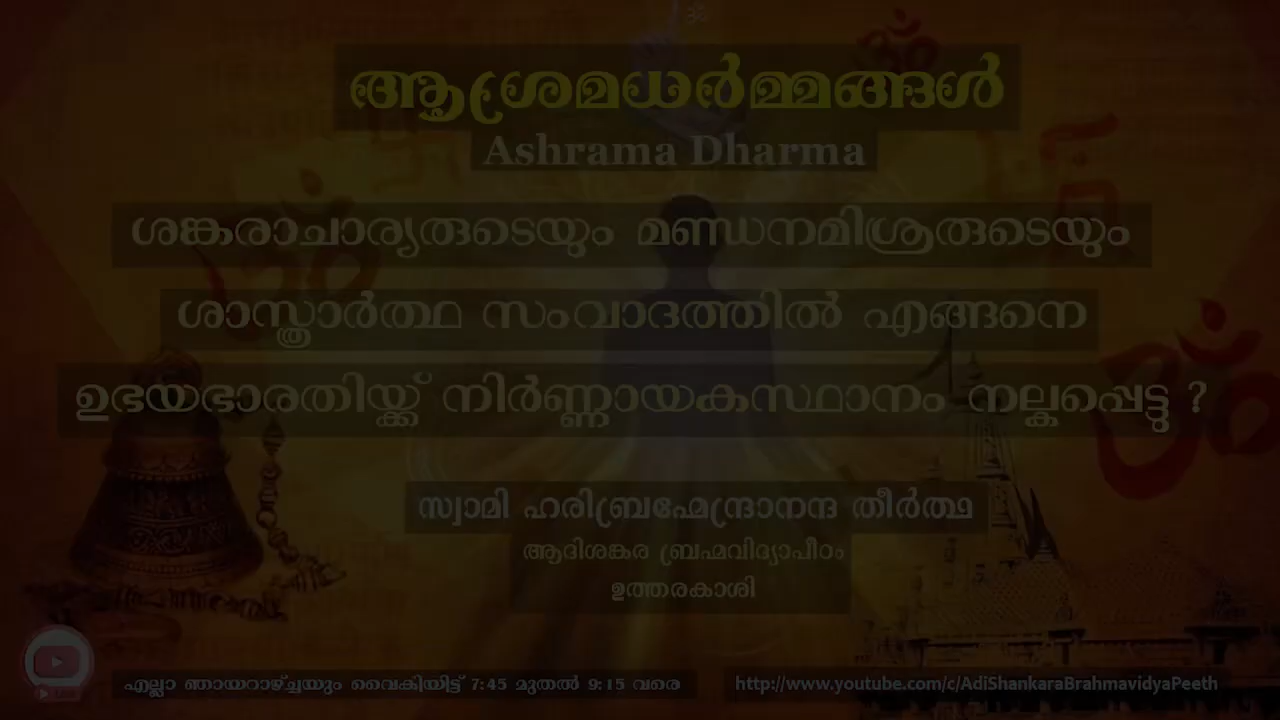 ആശ്രമധർമ്മങ്ങൾ
Ashrama Dharma
ശങ്കരാചാര്യരുടെയും മണ്ഡനമിശ്രരുടെയും
ശാസ്ത്രാർത്ഥ സംവാദത്തിൽ എങ്ങനെ
ഉഭയഭാരതിയ്ക്ക് നിർണ്ണായകസ്ഥാനം നല്കപ്പെട്ടു ?
സ്വാമി ഹരിബ്രഹ്മേന്ദ്രാനന്ദ തീർത്ഥ
ആദിശങ്കര ബ്രഹ്മവിദ്യാപീഠം
ഉത്തരകാശി
എല്ലാ ഞായറാഴ്ച്ചയും വൈകിയിട്ട് 7:45 മുതൽ 9:15 വരെ
http://www.youtube.com/c/AdiShankaraBrahmavidyaPeeth